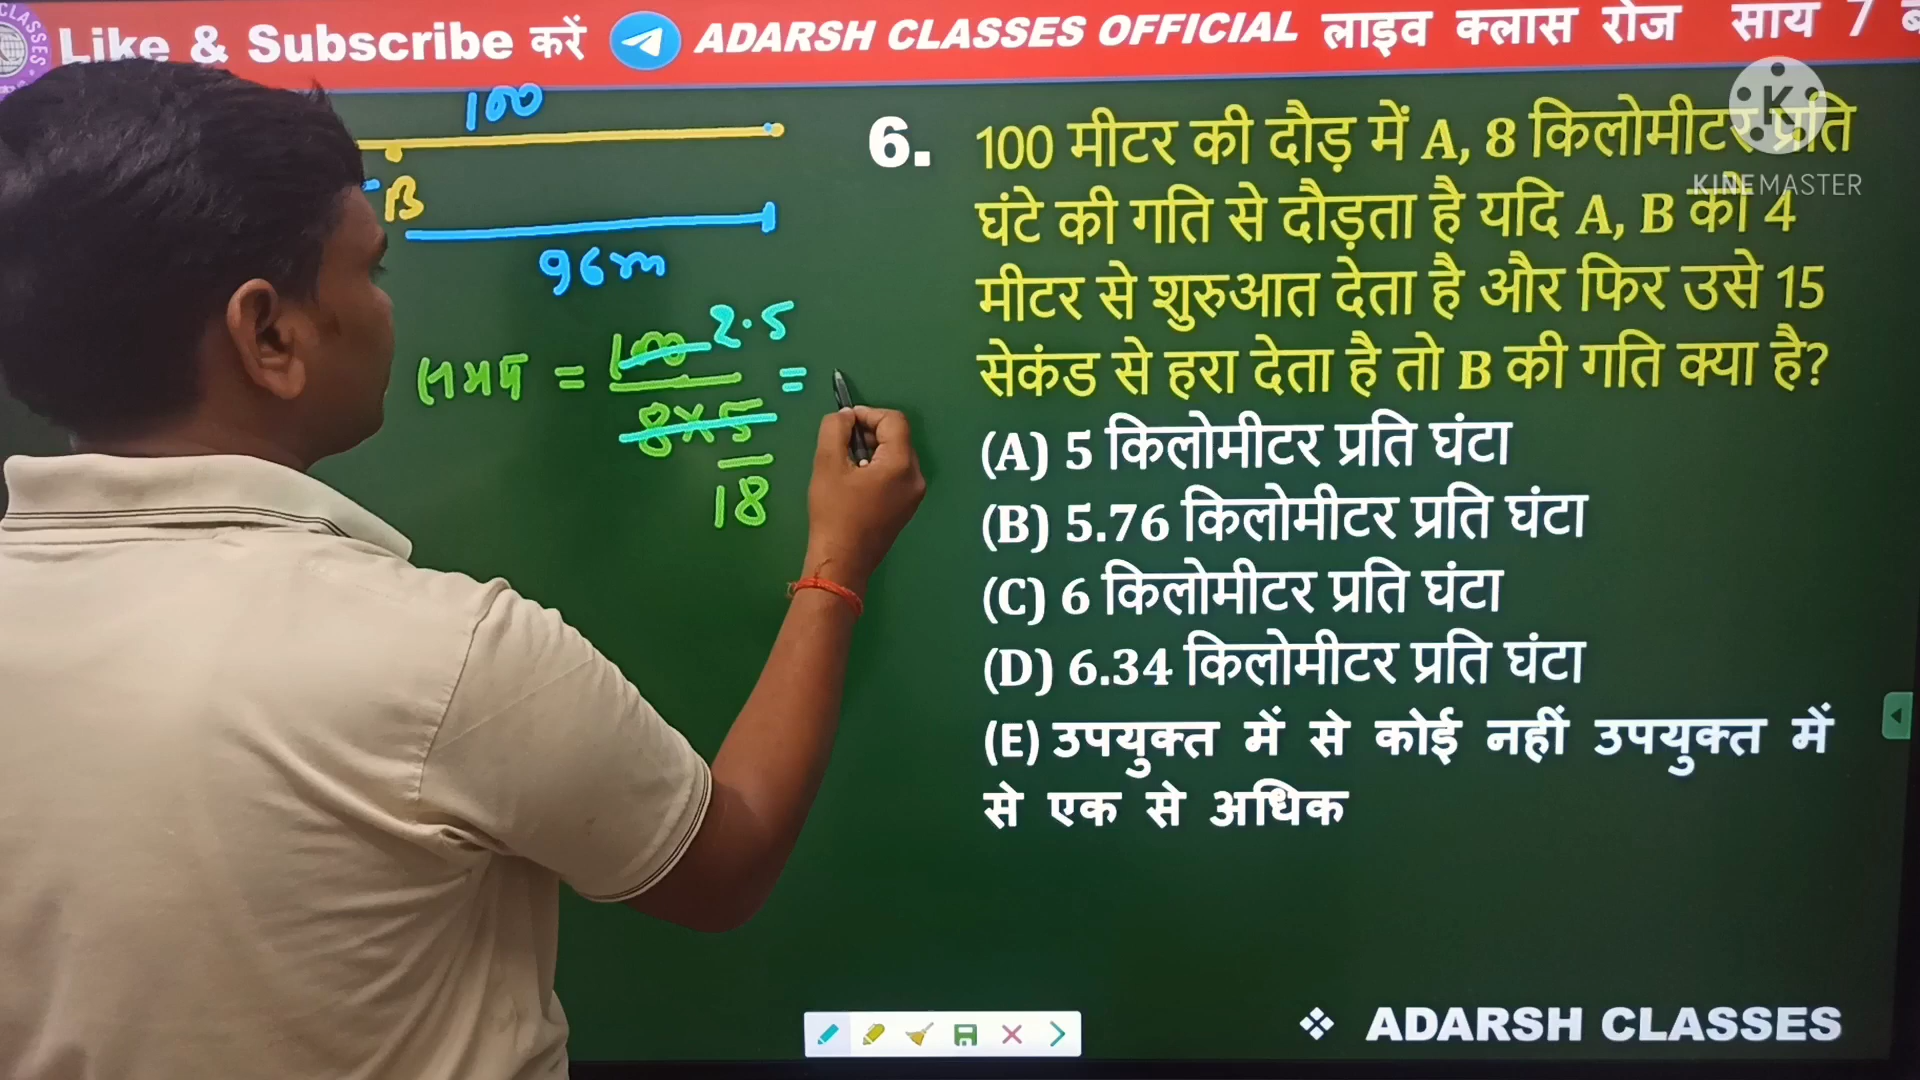 CLASSES
Like & Subscribe करें ADARSH CLASSES OFFICIAL लाइव क्लास रोज साय 7
KINEMASTER
100
B
96m
समय = 100 2.5 =
8×5
18
6. 100 मीटर की दौड़ में A, 8 किलोमीटर प्रति
घंटे की गति से दौड़ता है यदि A, B को 4
मीटर से शुरुआत देता है और फिर उसे 15
सेकंड से हरा देता है तो B की गति क्या है?
(A) 5 किलोमीटर प्रति घंटा
(B) 5.76 किलोमीटर प्रति घंटा
(C) 6 किलोमीटर प्रति घंटा
(D) 6.34 किलोमीटर प्रति घंटा
(E) उपयुक्त में से कोई नहीं उपयुक्त में
से एक से अधिक
❖ ADARSH CLASSES